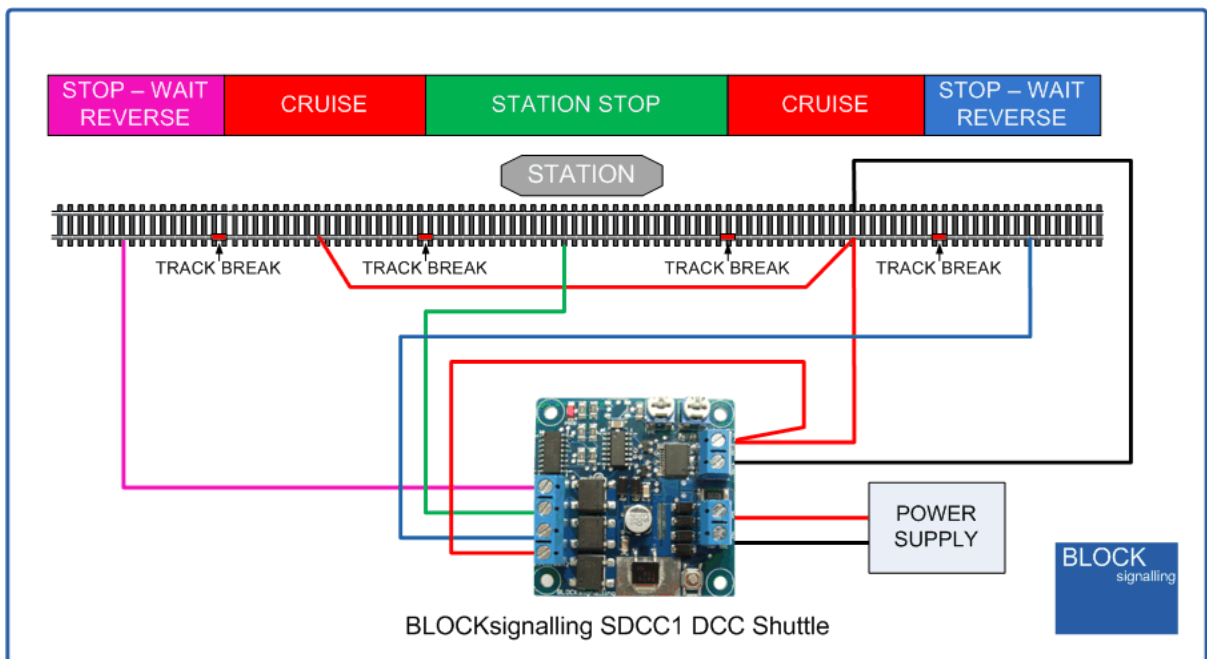 STOP – WAIT
REVERSE
CRUISE
STATION STOP
CRUISE
STOP – WAIT
REVERSE
STATION
TRACK BREAK
TRACK BREAK
TRACK BREAK
TRACK BREAK
POWER
SUPPLY
BLOCK
signalling
BLOCKsignalling SDCC1 DCC Shuttle